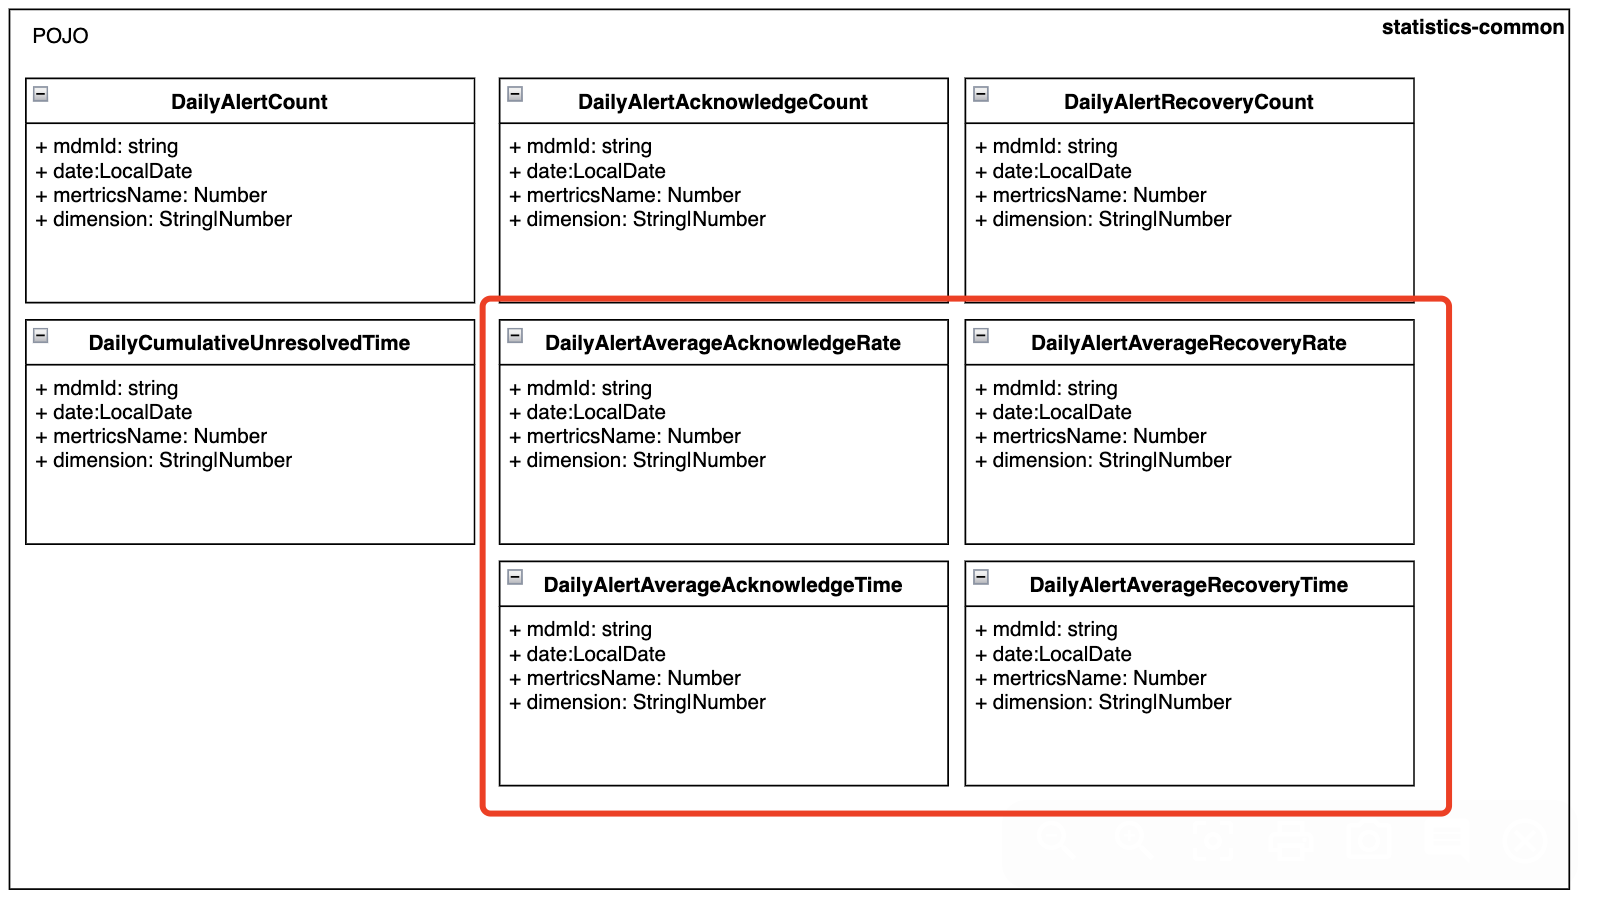 POJO
statistics-common
DailyAlertCount
+ mdmId: string
+ date:LocalDate
+ mertricsName: Number
+ dimension: String|Number
DailyAlertAcknowledgeCount
+ mdmId: string
+ date:LocalDate
+ mertricsName: Number
+ dimension: String|Number
DailyAlertRecoveryCount
+ mdmId: string
+ date:LocalDate
+ mertricsName: Number
+ dimension: String|Number
DailyCumulativeUnresolvedTime
+ mdmId: string
+ date:LocalDate
+ mertricsName: Number
+ dimension: String|Number
DailyAlertAverageAcknowledgeRate
+ mdmId: string
+ date:LocalDate
+ mertricsName: Number
+ dimension: String|Number
DailyAlertAverageRecoveryRate
+ mdmId: string
+ date:LocalDate
+ mertricsName: Number
+ dimension: String|Number
DailyAlertAverageAcknowledgeTime
+ mdmId: string
+ date:LocalDate
+ mertricsName: Number
+ dimension: String|Number
DailyAlertAverageRecoveryTime
+ mdmId: string
+ date:LocalDate
+ mertricsName: Number
+ dimension: String|Number